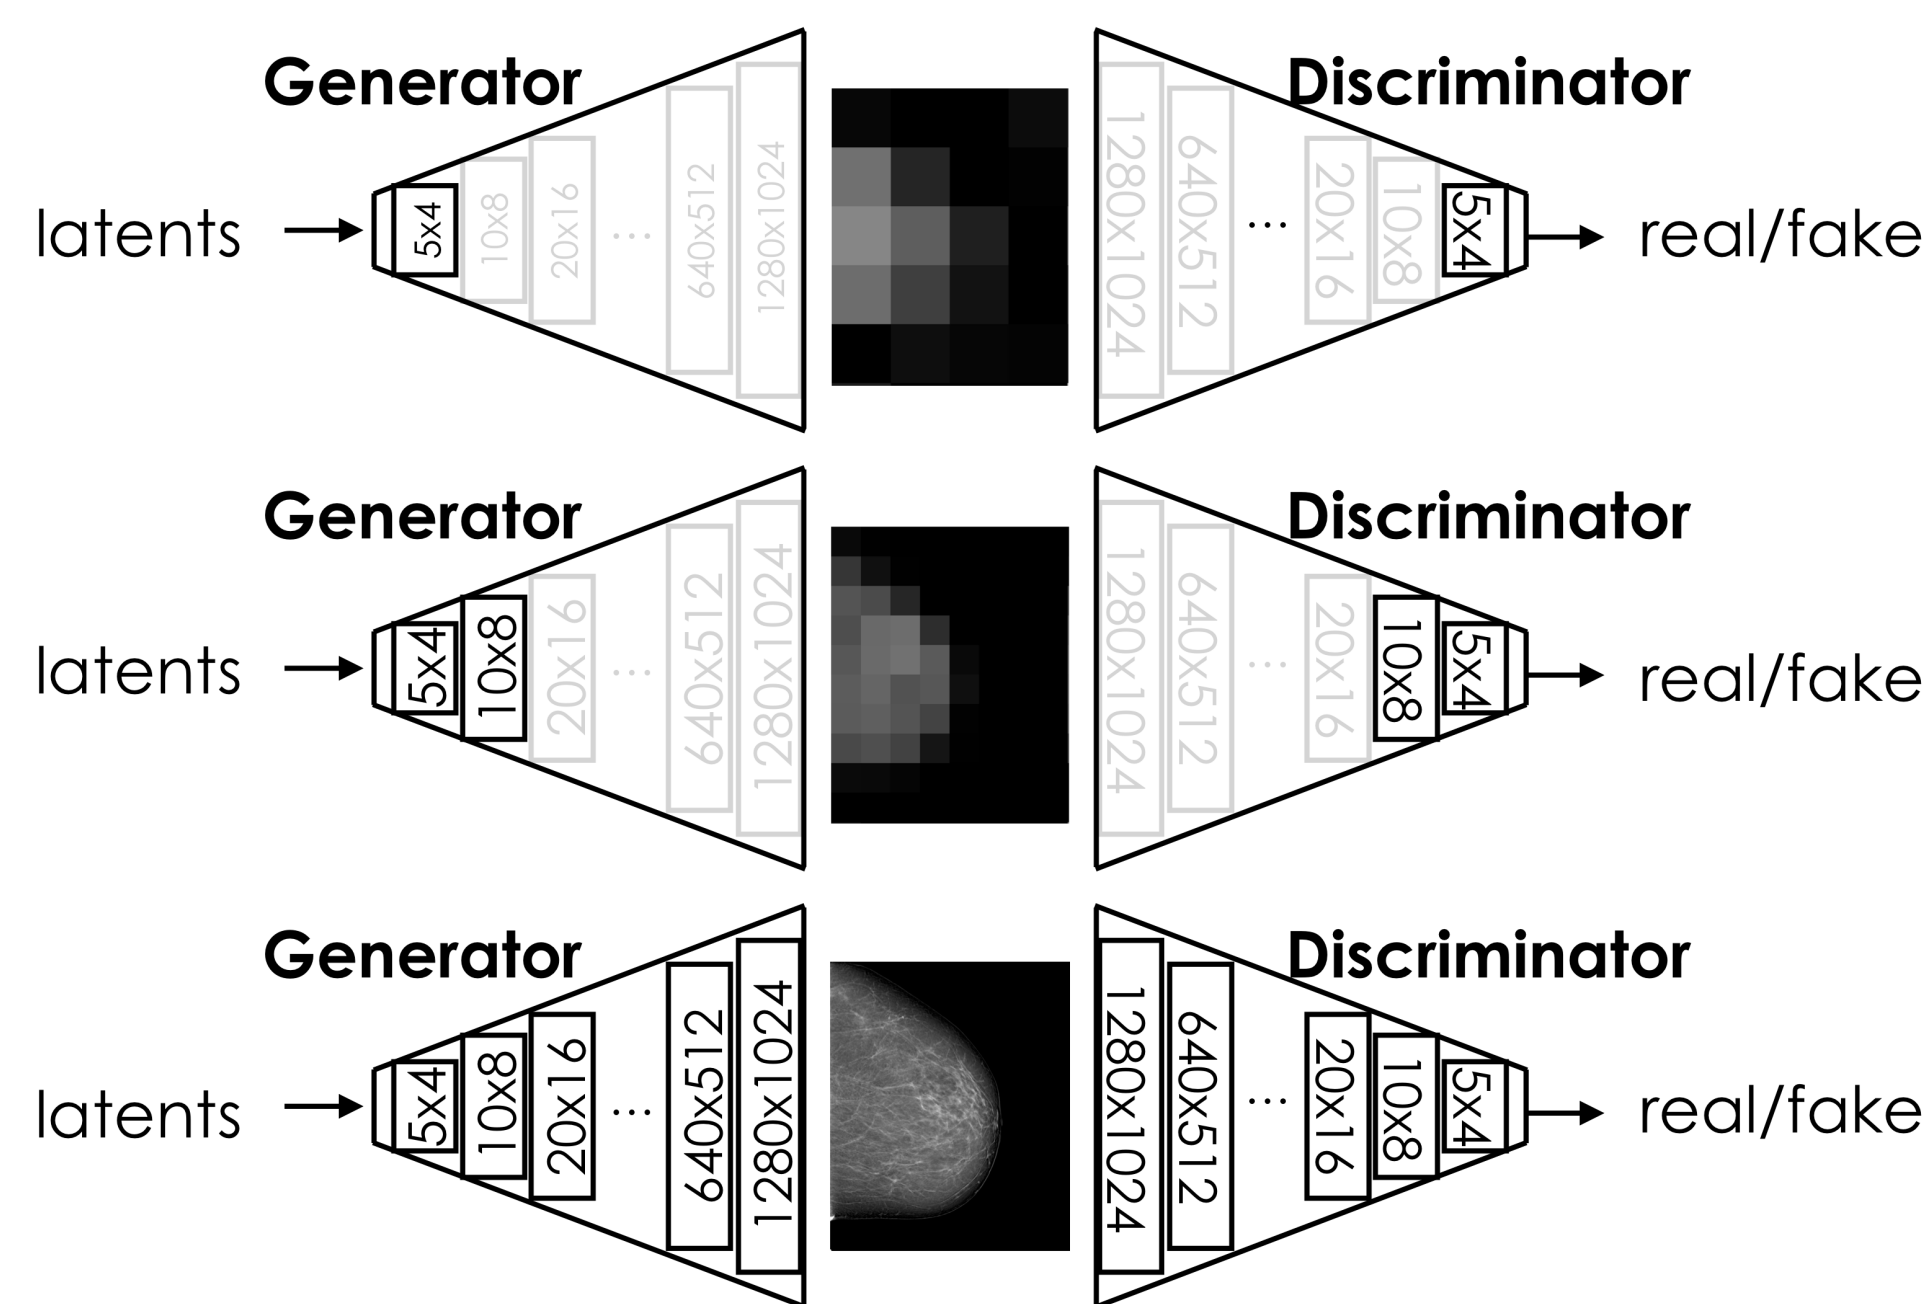 Generator
Discriminator
latents
5x4
10x8
20x16
...
640x512
1280x1024
1280x1024
640x512
...
20x16
10x8
5x4
real/fake
Generator
Discriminator
latents
5x4
10x8
20x16
...
640x512
1280x1024
1280x1024
640x512
...
20x16
10x8
5x4
real/fake
Generator
Discriminator
latents
5x4
10x8
20x16
...
640x512
1280x1024
1280x1024
640x512
...
20x16
10x8
5x4
real/fake